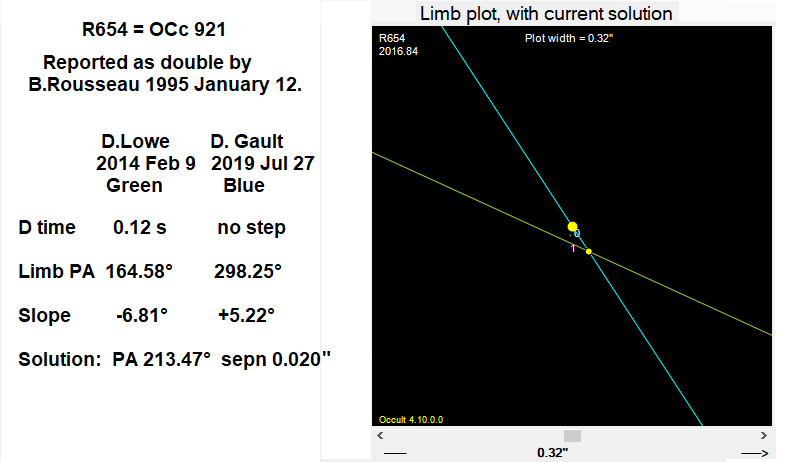 R654 = OCc 921
Reported as double by
B.Rousseau 1995 January 12.
D.Lowe D. Gault
2014 Feb 9 2019 Jul 27
Green Blue
D time 0.12 s no step
Limb PA 164.58° 298.25°
Slope -6.81° +5.22°
Solution: PA 213.47° sepn 0.020"
Limb plot, with current solution
R654 Plot width = 0.32"
2016.84
0
1
Occult 4.10.0.0
0.32"